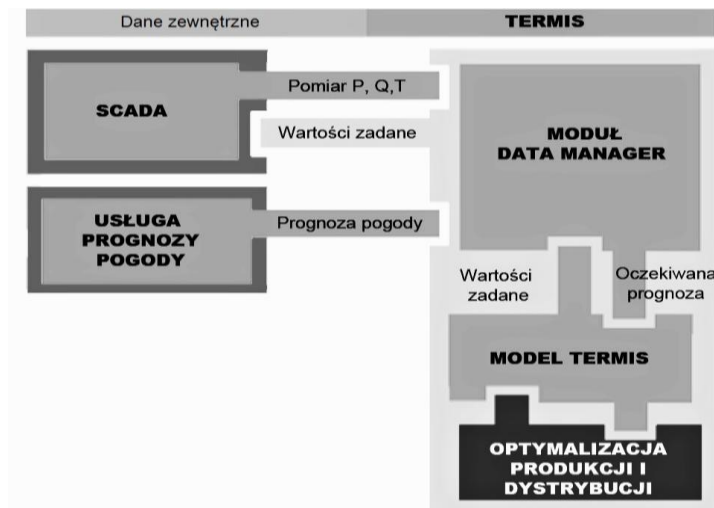 Dane zewnętrzne
TERMIS
SCADA
Pomiar P, Q,T
Wartości zadane
MODUŁ
DATA MANAGER
USŁUGA
PROGNOZY
POGODY
Prognoza pogody
Wartości
zadane
Oczekiwana
prognoza
MODEL TERMIS
OPTYMALIZACJA
PRODUKCJI I
DYSTRYBUCJI